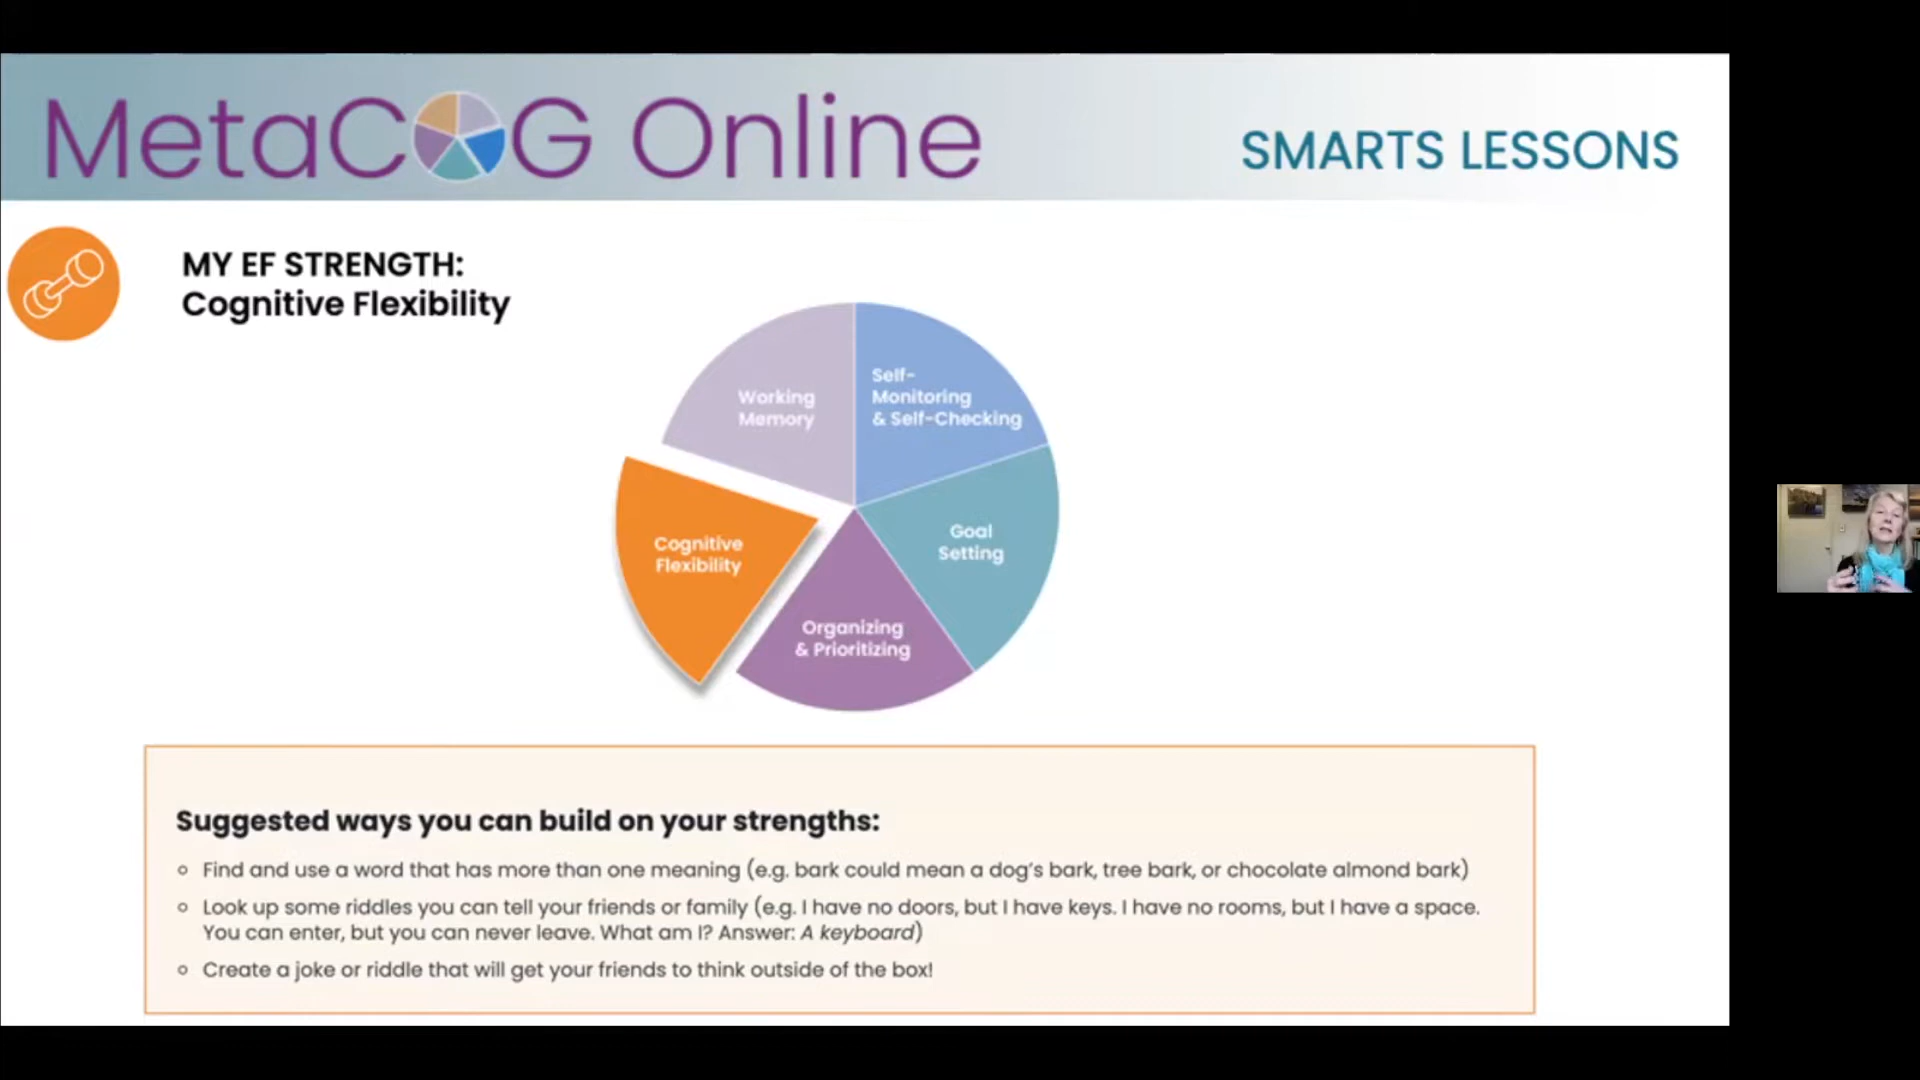 MetaCOG Online
SMARTS LESSONS
MY EF STRENGTH:
Cognitive Flexibility
Working
Memory
Self-
Monitoring
& Self-Checking
Cognitive
Flexibility
Goal
Setting
Organizing
& Prioritizing
Suggested ways you can build on your strengths:
Find and use a word that has more than one meaning (e.g. bark could mean a dog's bark, tree bark, or chocolate almond bark)
Look up some riddles you can tell your friends or family (e.g. I have no doors, but I have keys. I have no rooms, but I have a space.
You can enter, but you can never leave. What am I? Answer: A keyboard)
Create a joke or riddle that will get your friends to think outside of the box!